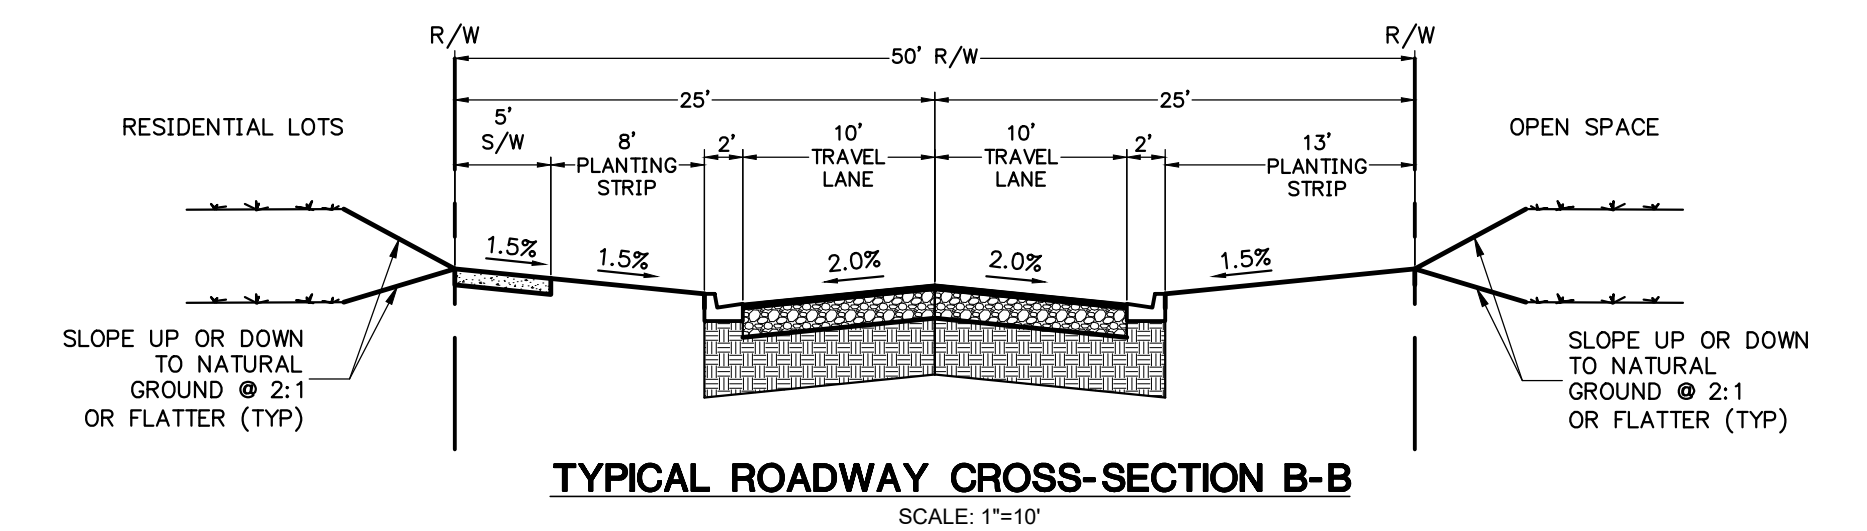 R/W
R/W
50' R/W
25'
25'
RESIDENTIAL LOTS
OPEN SPACE
5'
S/W
8'
PLANTING
STRIP
2'
10'
TRAVEL
LANE
10'
TRAVEL
LANE
2'
13'
PLANTING
STRIP
1.5%
1.5%
2.0%
2.0%
1.5%
SLOPE UP OR DOWN
TO NATURAL
GROUND @ 2:1
OR FLATTER (TYP)
SLOPE UP OR DOWN
TO NATURAL
GROUND @ 2:1
OR FLATTER (TYP)
TYPICAL ROADWAY CROSS-SECTION B-B
SCALE: 1"=10'